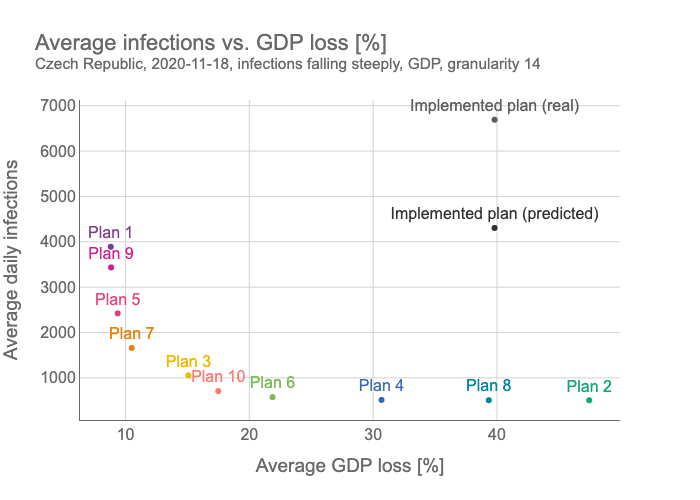 Average infections vs. GDP loss [%]
Czech Republic, 2020-11-18, infections falling steeply, GDP, granularity 14
7000
Implemented plan (real)
6000
5000
Implemented plan (predicted)
4000
Plan 1
Plan 9
3000
Plan 5
2000
Plan 7
Plan 3
1000
Plan 10
Plan 6
Plan 4
Plan 8
Plan 2
10
20
30
40
Average GDP loss [%]
Average daily infections